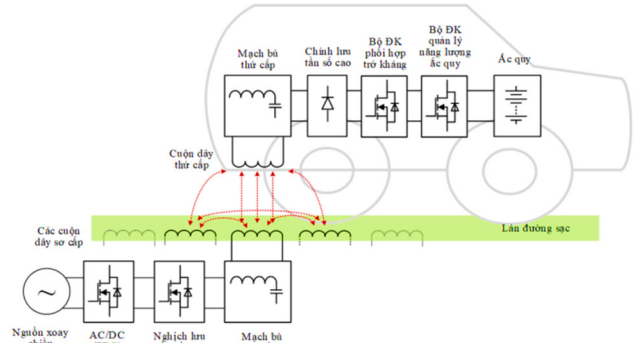 Mạch bù
thứ cấp
Chỉnh lưu
tần số cao
Bộ ĐK
phối hợp
trở kháng
Bộ ĐK
quản lý
năng lượng
ắc quy
Ắc quy
Cuộn dây
thứ cấp
Các cuộn
dây sơ cấp
Làn đường sạc
~
Nguồn xoay
AC/DC
Nghịch lưu
Mạch bù